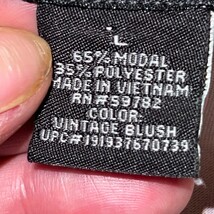 L
65% MODAL
35% POLYESTER
MADE IN VIETNAM
RN#59782
COLOR:
VINTAGE BLUSH
UPC#191937670739